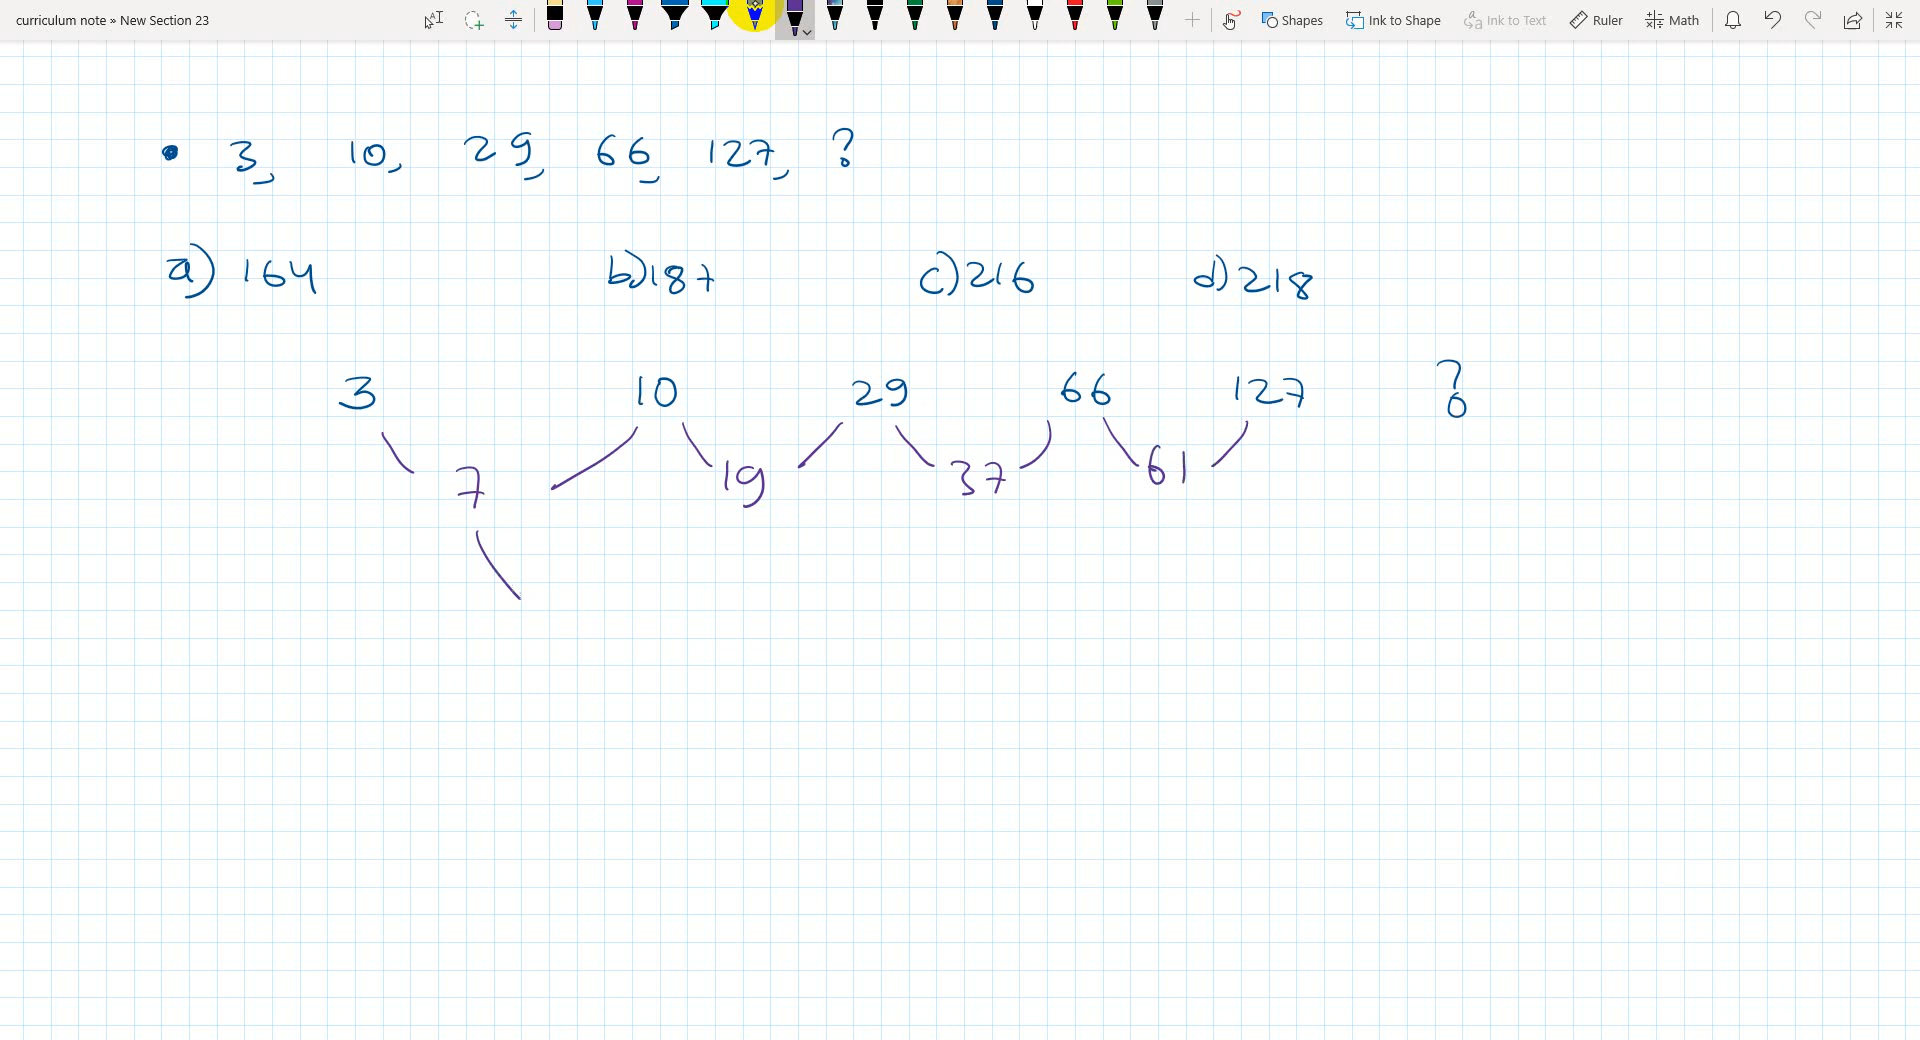 curriculum note » New Section 23
Shapes Ink to Shape Ink to Text Ruler Math
• 3, 10, 29, 66, 127, ?
a) 164 b) 187 c) 216 d) 218
3 10 29 66 127 ?
7 19 37 61